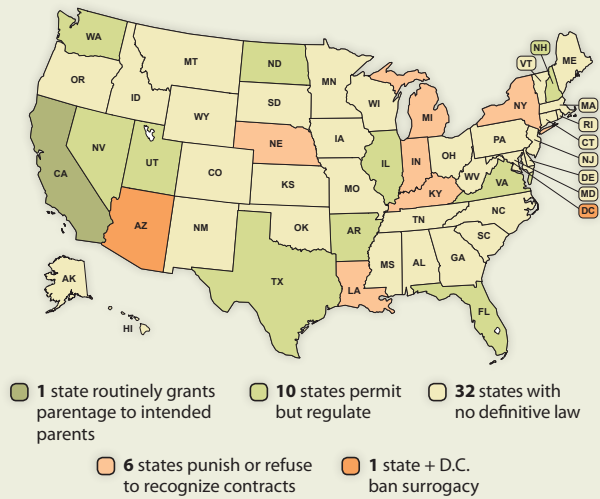 WA
OR
CA
NV
ID
MT
WY
UT
AZ
CO
NM
ND
SD
NE
KS
OK
TX
MN
IA
MO
AR
LA
WI
IL
MI
IN
OH
KY
TN
MS
AL
GA
FL
SC
NC
VA
WV
PA
NY
VT
NH
ME
MA
RI
CT
NJ
DE
MD
DC
AK
HI
1 state routinely grants
parentage to intended
parents
10 states permit
but regulate
32 states with
no definitive law
6 states punish or refuse
to recognize contracts
1 state + D.C.
ban surrogacy